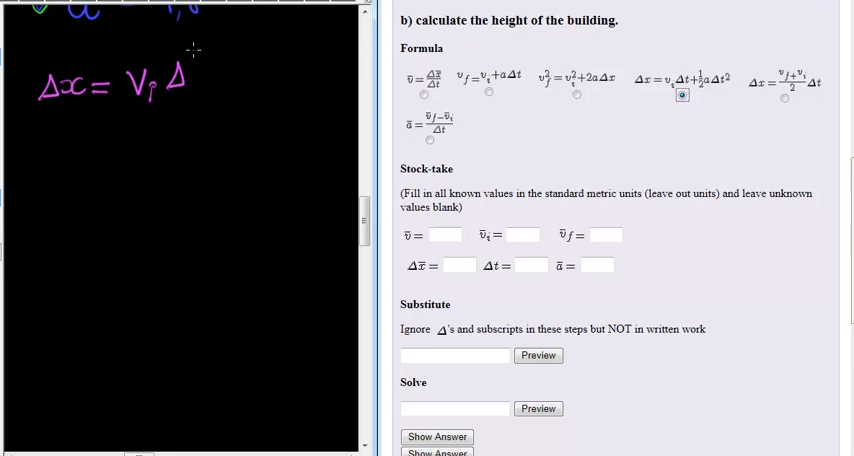 Δx = vᵢ Δ
b) calculate the height of the building.
Formula
v̄ = Δx̄/Δt v_f = v_i + aΔt v_f² = v_i² + 2aΔx Δx = v_iΔt + ½aΔt² Δx = (v_f + v_i)/2 Δt
ā = (v̄_f − v̄_i)/Δt
Stock-take
(Fill in all known values in the standard metric units (leave out units) and leave unknown
values blank)
v̄ = v̄_i = v̄_f =
Δx̄ = Δt = ā =
Substitute
Ignore Δ's and subscripts in these steps but NOT in written work
Preview
Solve
Preview
Show Answer
Show Answer